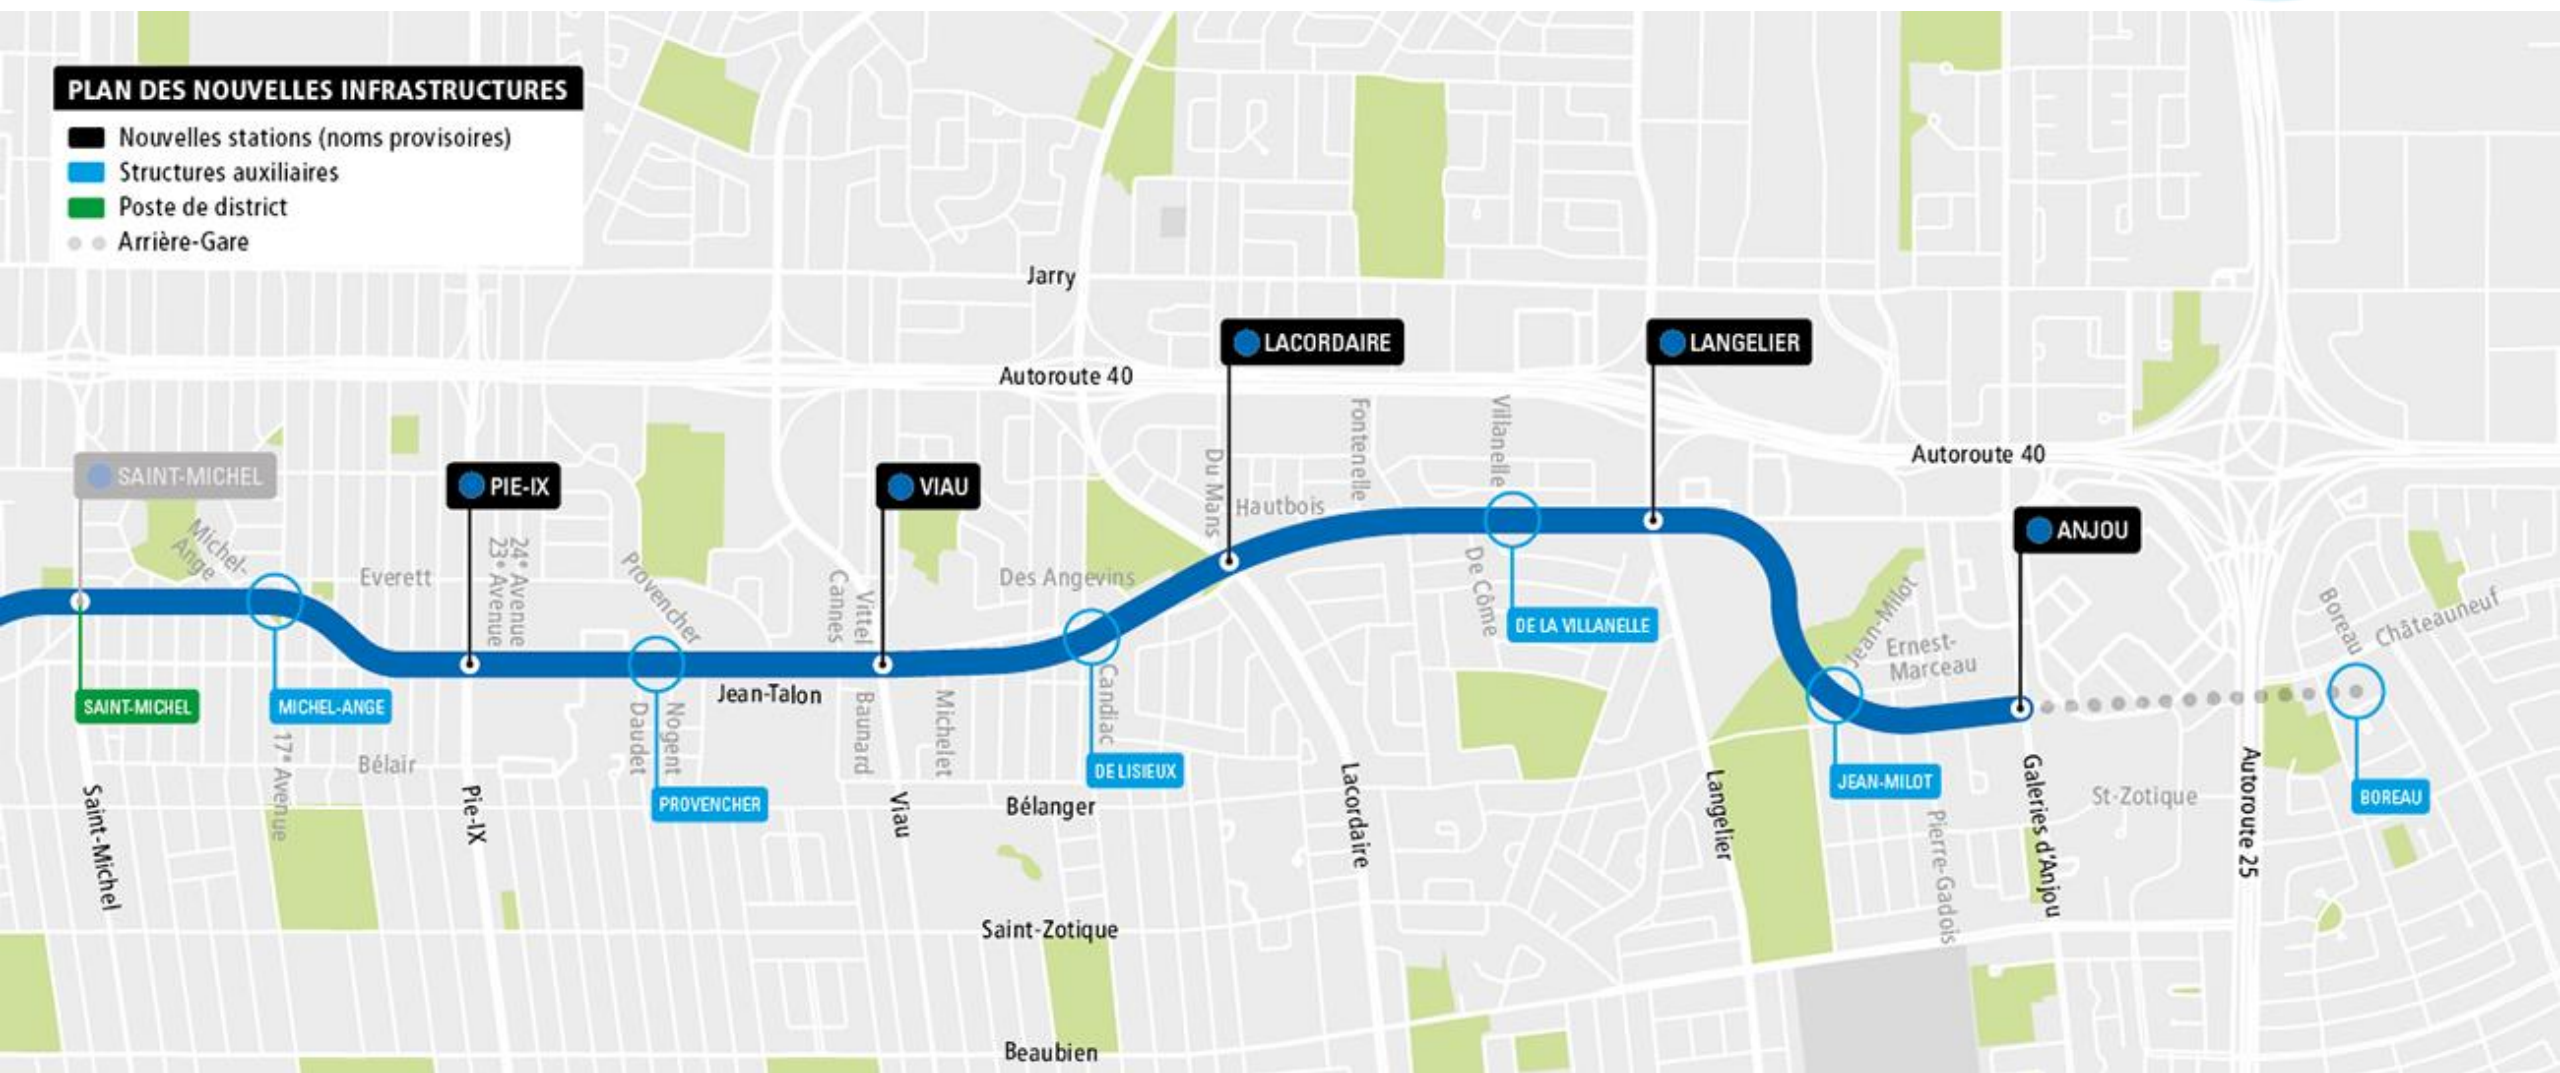 PLAN DES NOUVELLES INFRASTRUCTURES
Nouvelles stations (noms provisoires)
Structures auxiliaires
Poste de district
Arrière-Gare
Jarry
Autoroute 40
LACORDAIRE
LANGELIER
Autoroute 40
SAINT-MICHEL
PIE-IX
VIAU
ANJOU
Michel-
Ange
Everett
23e Avenue
24e Avenue
Provencher
Cannes
Vittel
Des Angevins
Du Mans
Hautbois
Fontenelle
Villanelle
De Côme
DE LA VILLANELLE
Jean-Milot
Ernest-
Marceau
Boreau
Châteauneuf
SAINT-MICHEL
MICHEL-ANGE
17e Avenue
Bélair
Daudet
Nogent
PROVENCHER
Jean-Talon
Baunard
Michelet
Candiac
DE LISIEUX
JEAN-MILOT
BOREAU
Saint-Michel
Pie-IX
Viau
Bélanger
Lacordaire
Langelier
Pierre-Gadois
Galeries d'Anjou
St-Zotique
Autoroute 25
Saint-Zotique
Beaubien